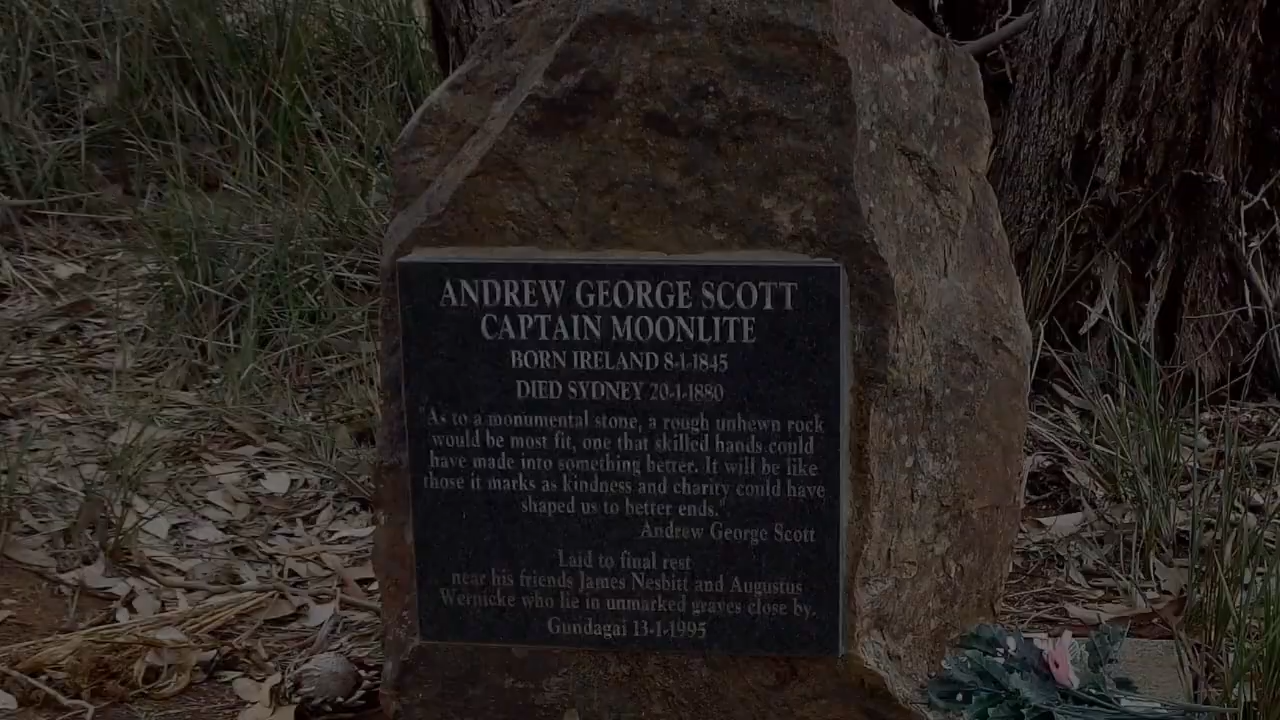 ANDREW GEORGE SCOTT
CAPTAIN MOONLITE
BORN IRELAND 8-1-1845
DIED SYDNEY 20-1-1880
"As to a monumental stone, a rough unhewn rock
would be most fit, one that skilled hands could
have made into something better. It will be like
those it marks as kindness and charity could have
shaped us to better ends."
Andrew George Scott
Laid to final rest
near his friends James Nesbitt and Augustus
Wernicke who lie in unmarked graves close by.
Gundagai 13-1-1995